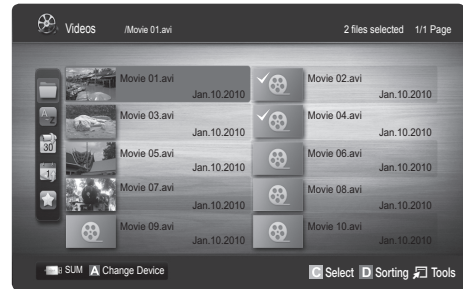 Videos /Movie 01.avi 2 files selected 1/1 Page
Movie 01.avi Movie 02.avi
Jan.10.2010 Jan.10.2010
Movie 03.avi Movie 04.avi
Jan.10.2010 Jan.10.2010
Movie 05.avi Movie 06.avi
Jan.10.2010 Jan.10.2010
Movie 07.avi Movie 08.avi
Jan.10.2010 Jan.10.2010
Movie 09.avi Movie 10.avi
Jan.10.2010 Jan.10.2010
30
1
SUM A Change Device C Select D Sorting Tools